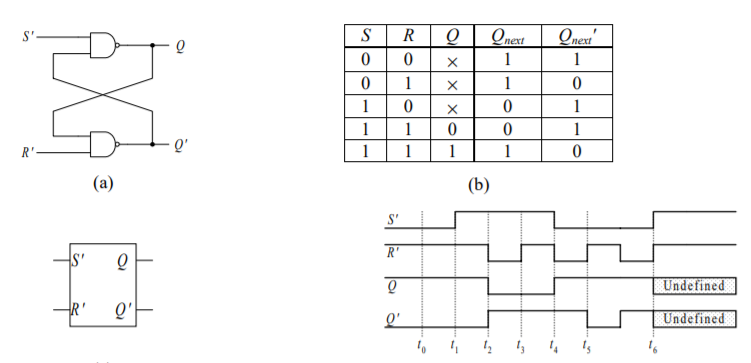 S'
Q
R'
Q'
(a)
S R Q Qnext Qnext'
0 0 × 1 1
0 1 × 1 0
1 0 × 0 1
1 1 0 0 1
1 1 1 1 0
(b)
S' Q
R' Q'
S'
R'
Q Undefined
Q' Undefined
t0 t1 t2 t3 t4 t5 t6